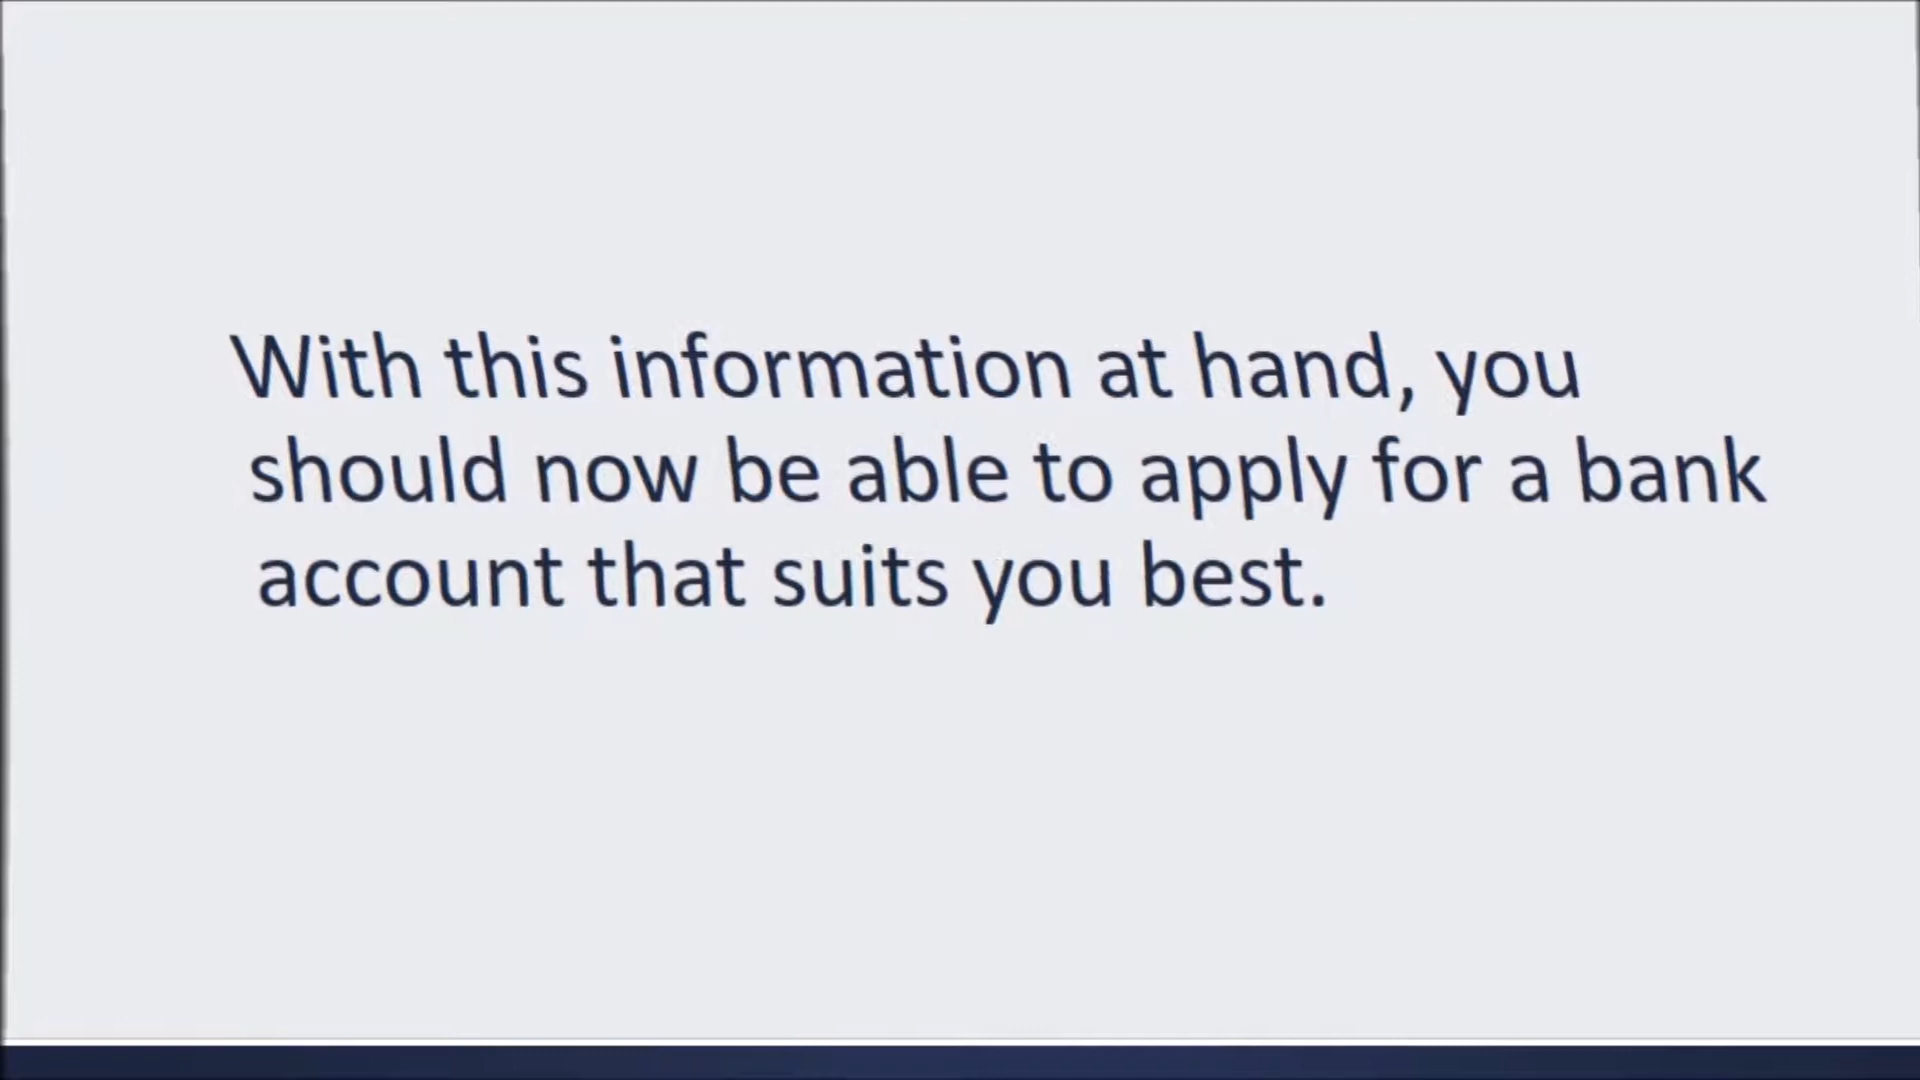 With this information at hand, you
should now be able to apply for a bank
account that suits you best.